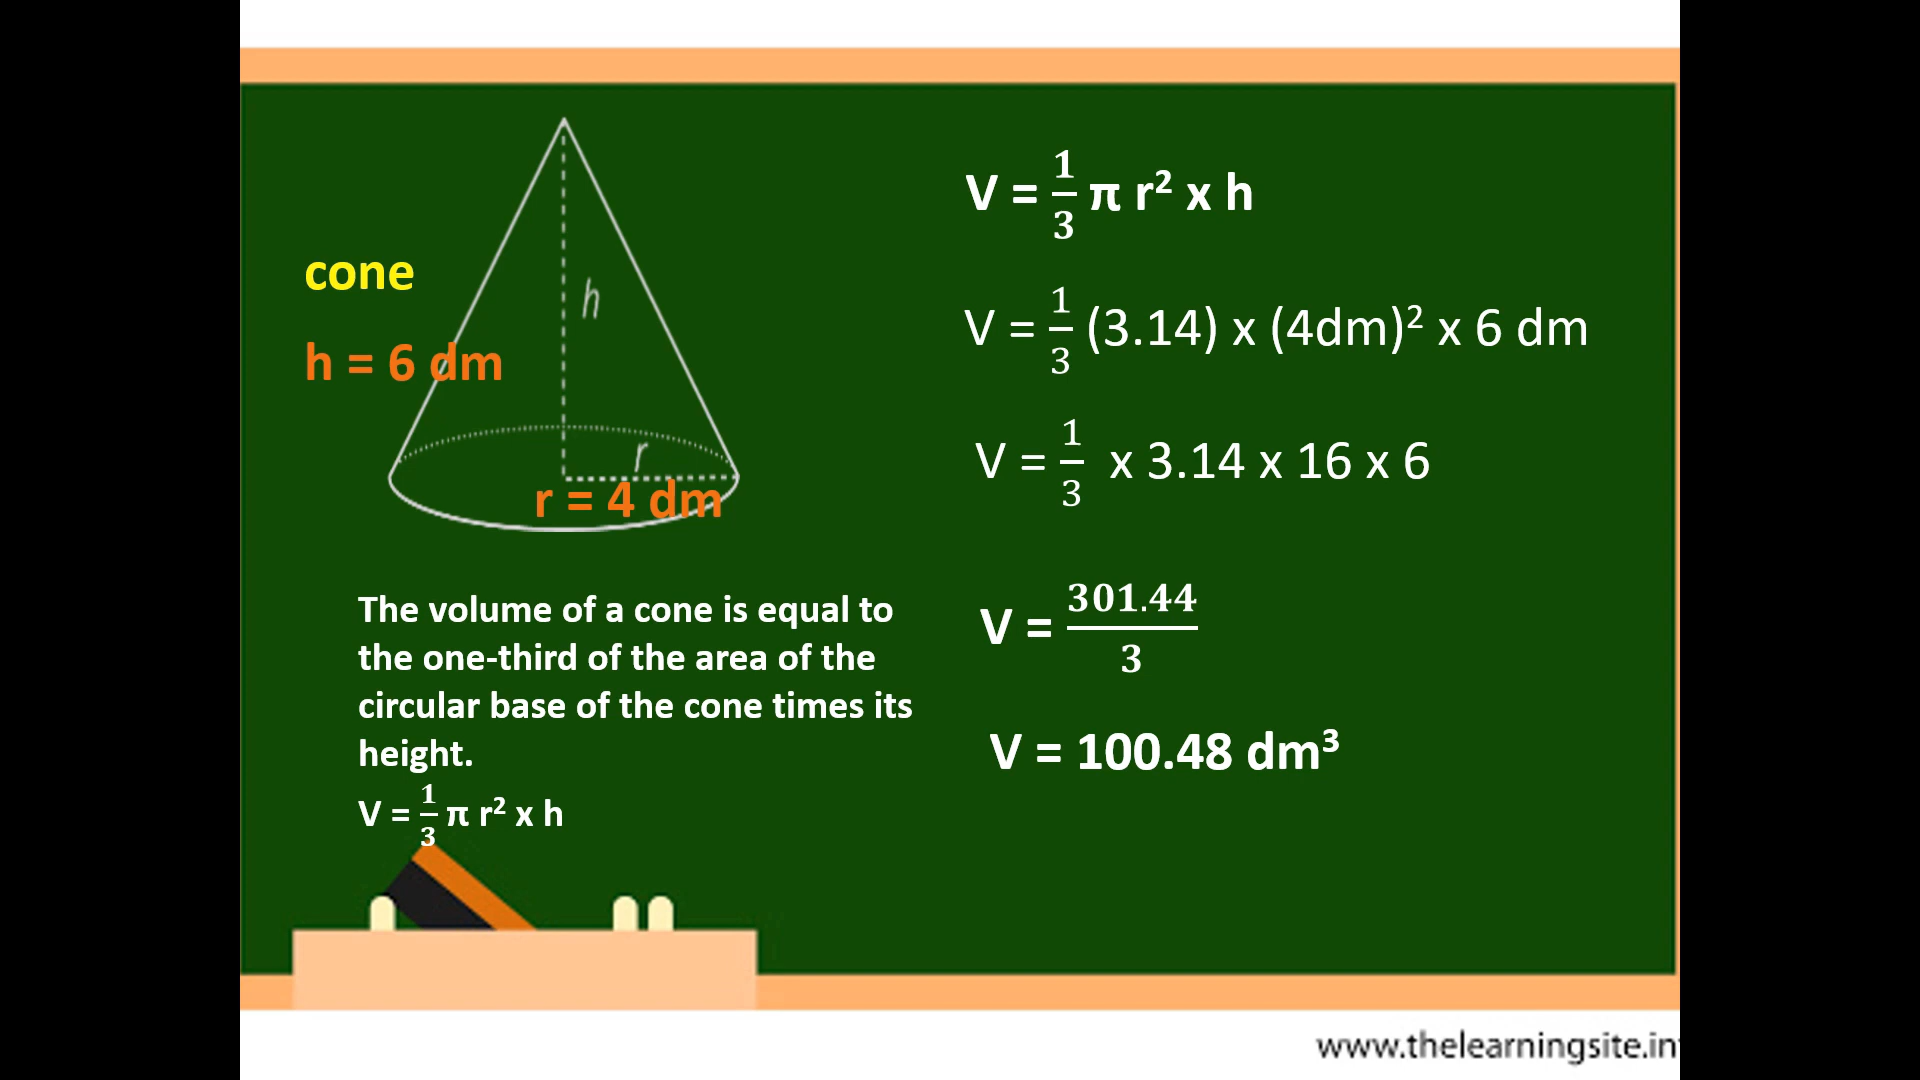 cone
h = 6 dm
h
r
r = 4 dm
The volume of a cone is equal to
the one-third of the area of the
circular base of the cone times its
height.
V = 1/3 π r² x h
V = 1/3 π r² x h
V = 1/3 (3.14) x (4dm)² x 6 dm
V = 1/3 x 3.14 x 16 x 6
V = 301.44/3
V = 100.48 dm³
www.thelearningsite.in